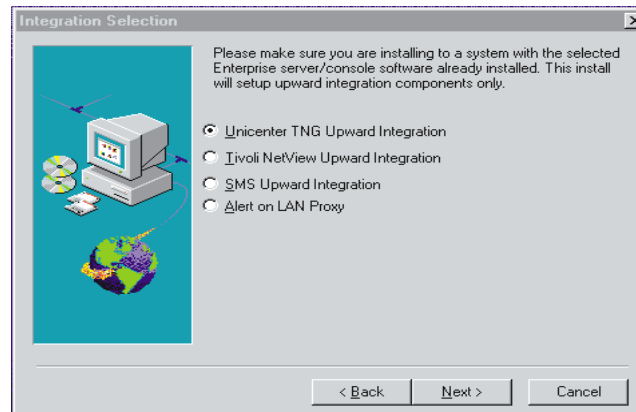 Integration Selection
Please make sure you are installing to a system with the selected
Enterprise server/console software already installed. This install
will setup upward integration components only.
Unicenter TNG Upward Integration
Tivoli NetView Upward Integration
SMS Upward Integration
Alert on LAN Proxy
< Back
Next >
Cancel